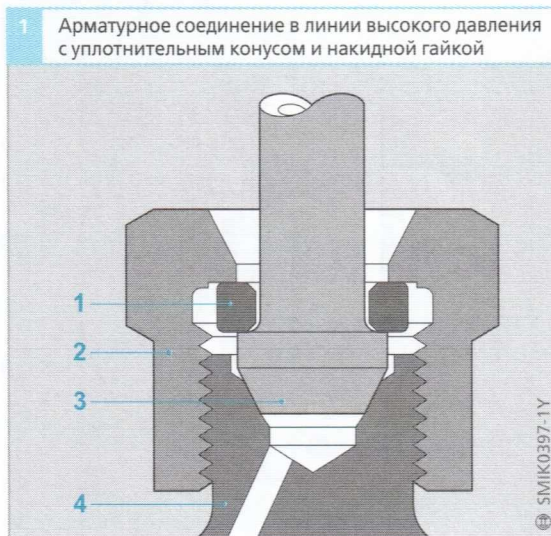 1 Арматурное соединение в линии высокого давления
с уплотнительным конусом и накидной гайкой
1
2
3
4
SMIK0397-1Y